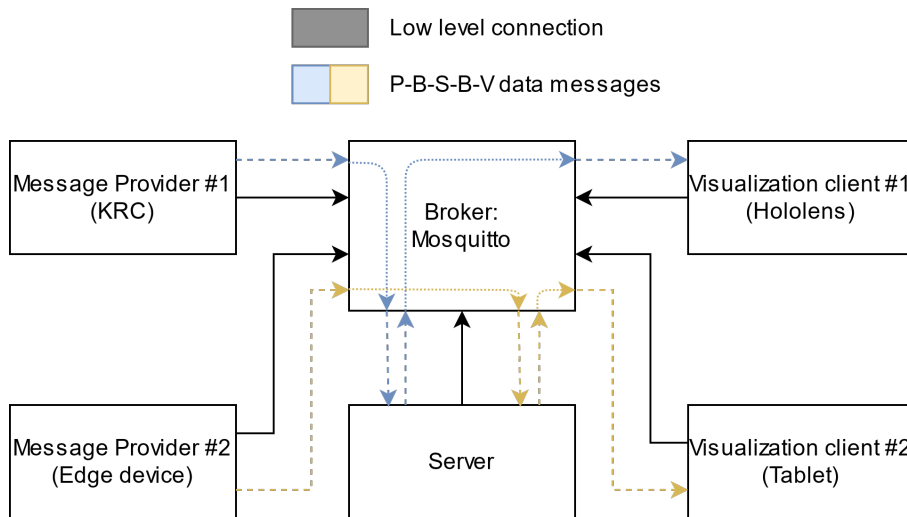 Low level connection
P-B-S-B-V data messages
Message Provider #1
(KRC)
Broker:
Mosquitto
Visualization client #1
(Hololens)
Message Provider #2
(Edge device)
Server
Visualization client #2
(Tablet)